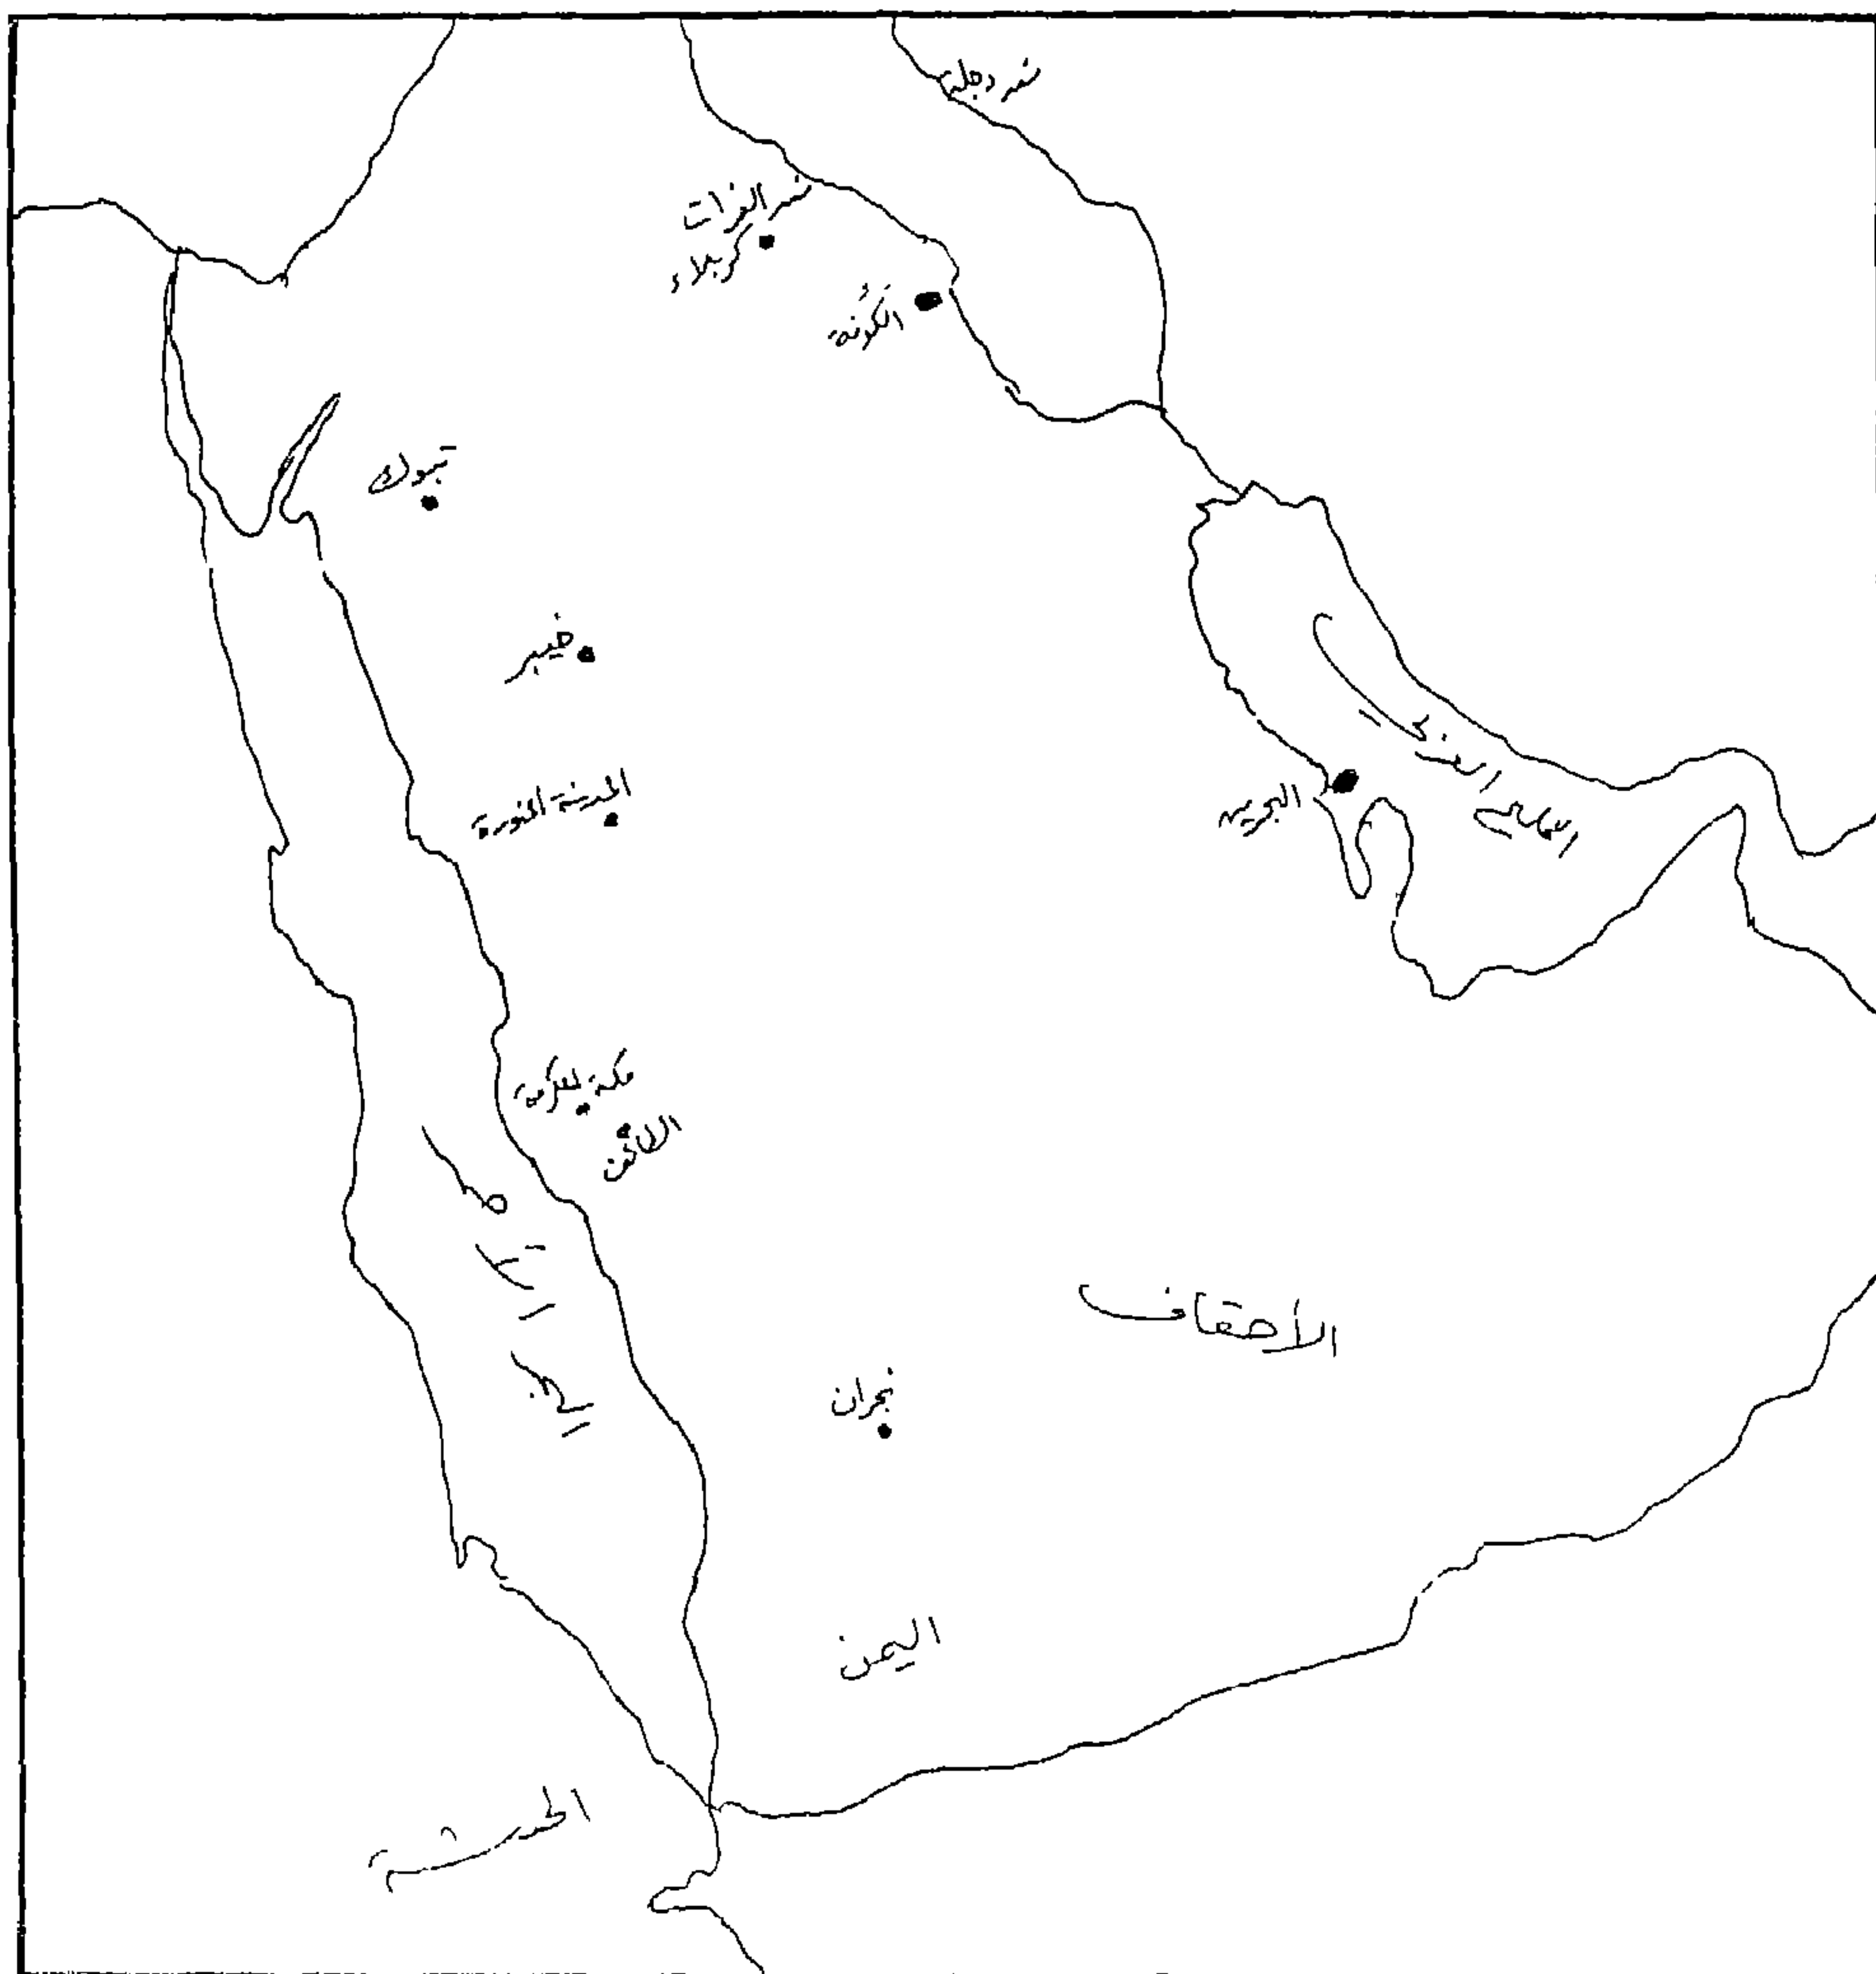 نهر دجلة
نهر الفرات
كربلاء
الكوفة
تبوك
خيبر
المدينة المنورة
البحرين
الخليج العربي
مكة المكرمة
الطائف
البحر الأحمر
الأحقاف
نجران
اليمن
الحبشة